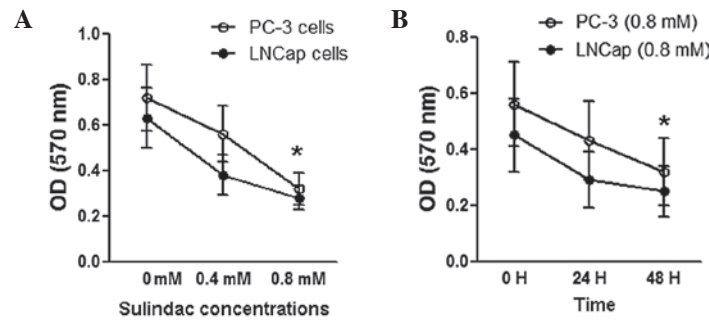 A
PC-3 cells
LNCap cells
OD (570 nm)
1.0
0.8
0.6
0.4
0.2
0.0
*
0 mM 0.4 mM 0.8 mM
Sulindac concentrations
B
PC-3 (0.8 mM)
LNCap (0.8 mM)
OD (570 nm)
0.8
0.6
0.4
0.2
0.0
*
0 H 24 H 48 H
Time